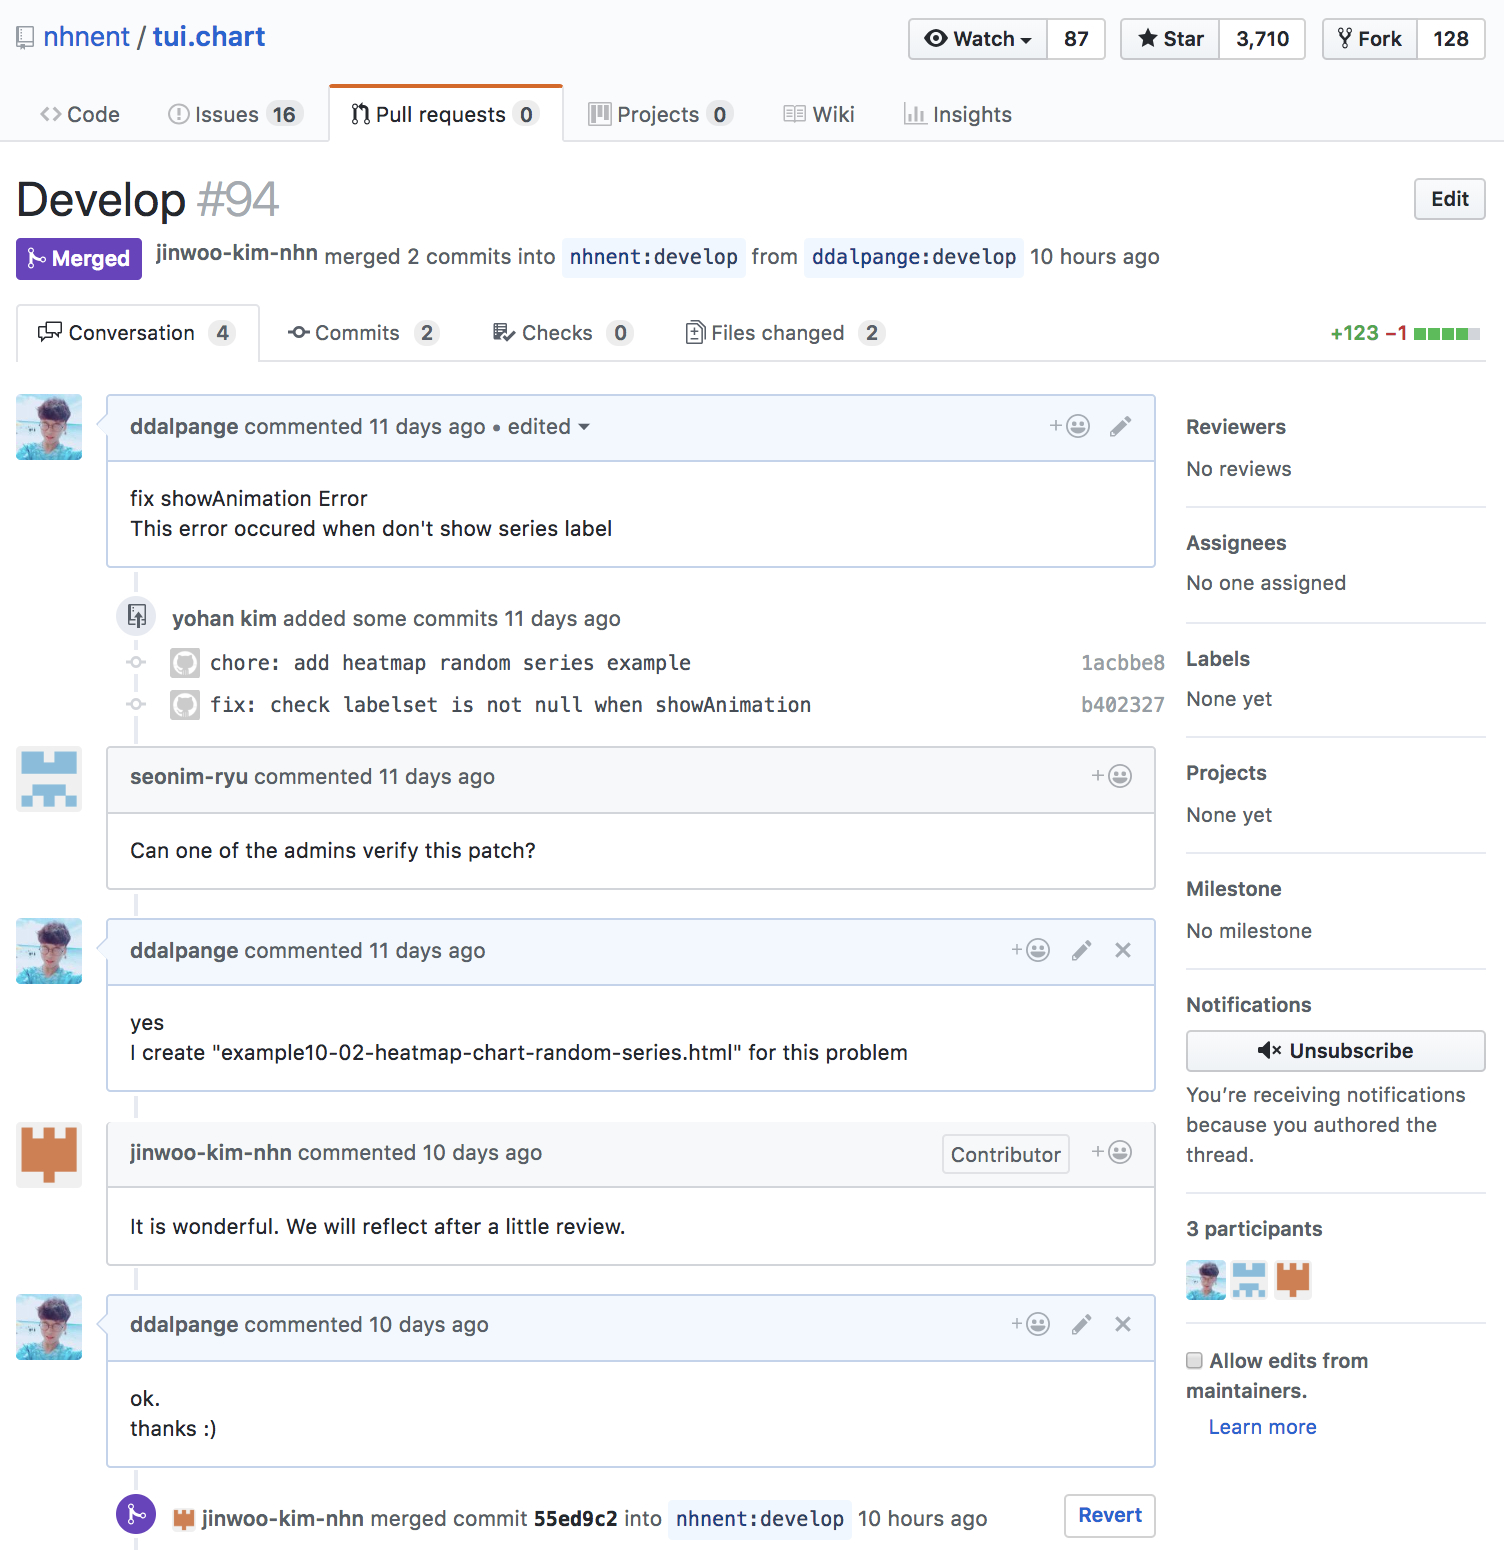 nhnent / tui.chart
Watch 87 Star 3,710 Fork 128
Code Issues 16 Pull requests 0 Projects 0 Wiki Insights
Develop #94
Edit
Merged jinwoo-kim-nhn merged 2 commits into nhnent:develop from ddalpange:develop 10 hours ago
Conversation 4 Commits 2 Checks 0 Files changed 2 +123 −1
ddalpange commented 11 days ago • edited
fix showAnimation Error
This error occured when don't show series label
yohan kim added some commits 11 days ago
chore: add heatmap random series example 1acbbe8
fix: check labelset is not null when showAnimation b402327
seonim-ryu commented 11 days ago
Can one of the admins verify this patch?
ddalpange commented 11 days ago
yes
I create "example10-02-heatmap-chart-random-series.html" for this problem
jinwoo-kim-nhn commented 10 days ago Contributor
It is wonderful. We will reflect after a little review.
ddalpange commented 10 days ago
ok.
thanks :)
jinwoo-kim-nhn merged commit 55ed9c2 into nhnent:develop 10 hours ago Revert
Reviewers
No reviews
Assignees
No one assigned
Labels
None yet
Projects
None yet
Milestone
No milestone
Notifications
Unsubscribe
You’re receiving notifications
because you authored the
thread.
3 participants
Allow edits from
maintainers.
Learn more